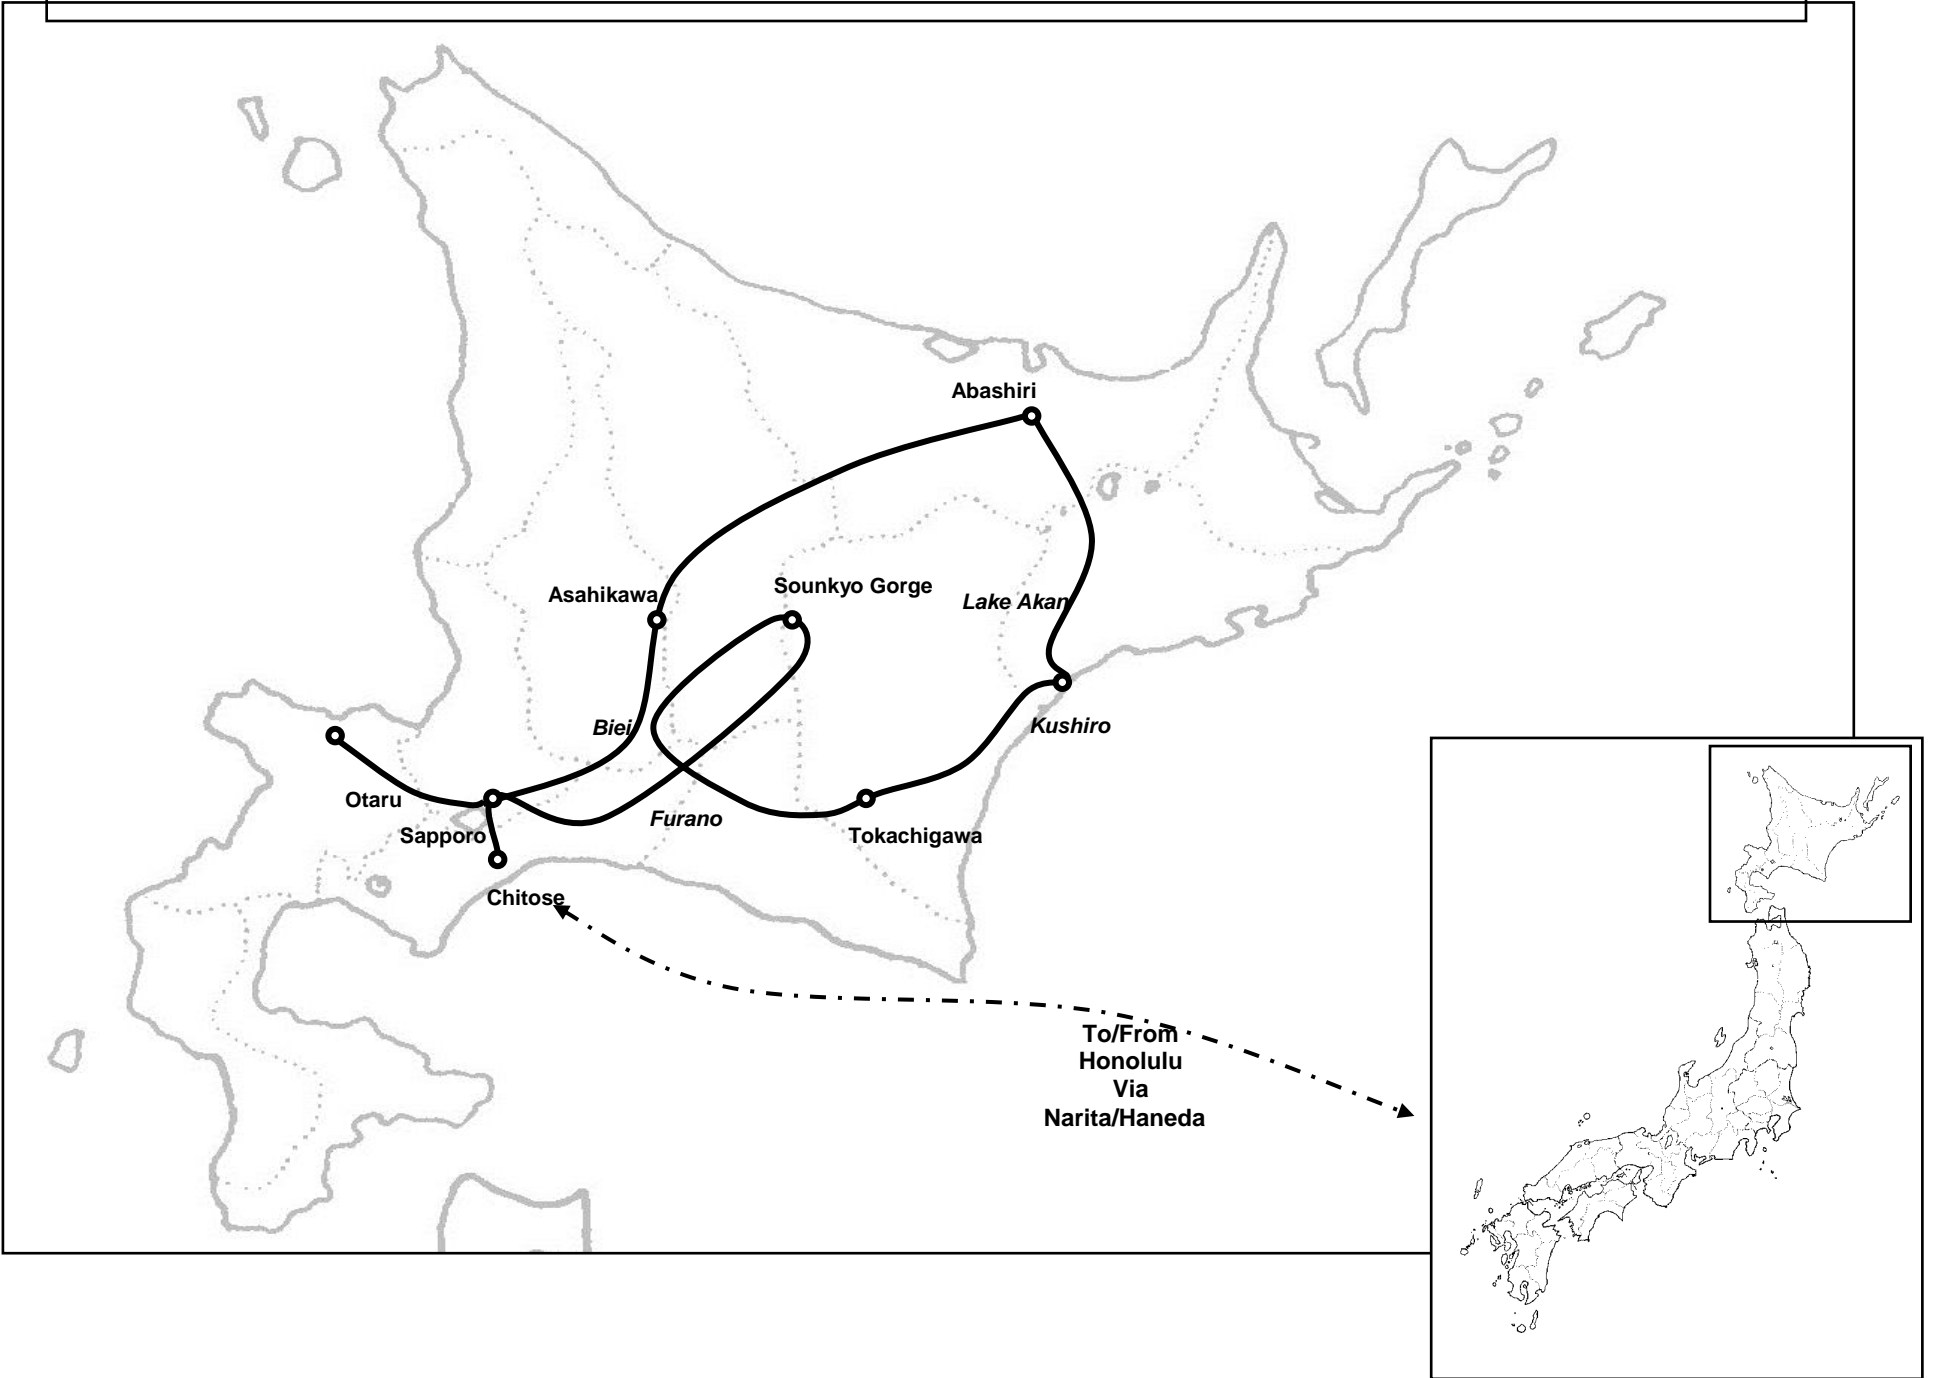 Abashiri
Asahikawa
Sounkyo Gorge
Lake Akan
Biei
Kushiro
Otaru
Sapporo
Furano
Tokachigawa
Chitose
To/From
Honolulu
Via
Narita/Haneda